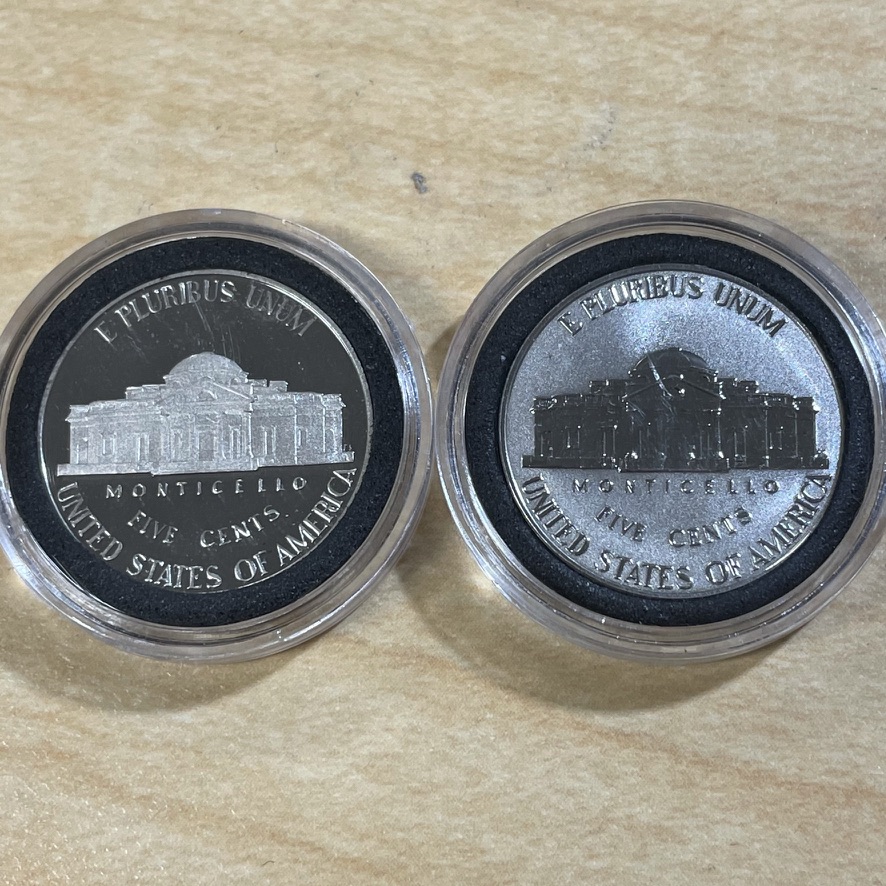 E PLURIBUS UNUM
MONTICELLO
FIVE CENTS
UNITED STATES OF AMERICA
E PLURIBUS UNUM
MONTICELLO
FIVE CENTS
UNITED STATES OF AMERICA